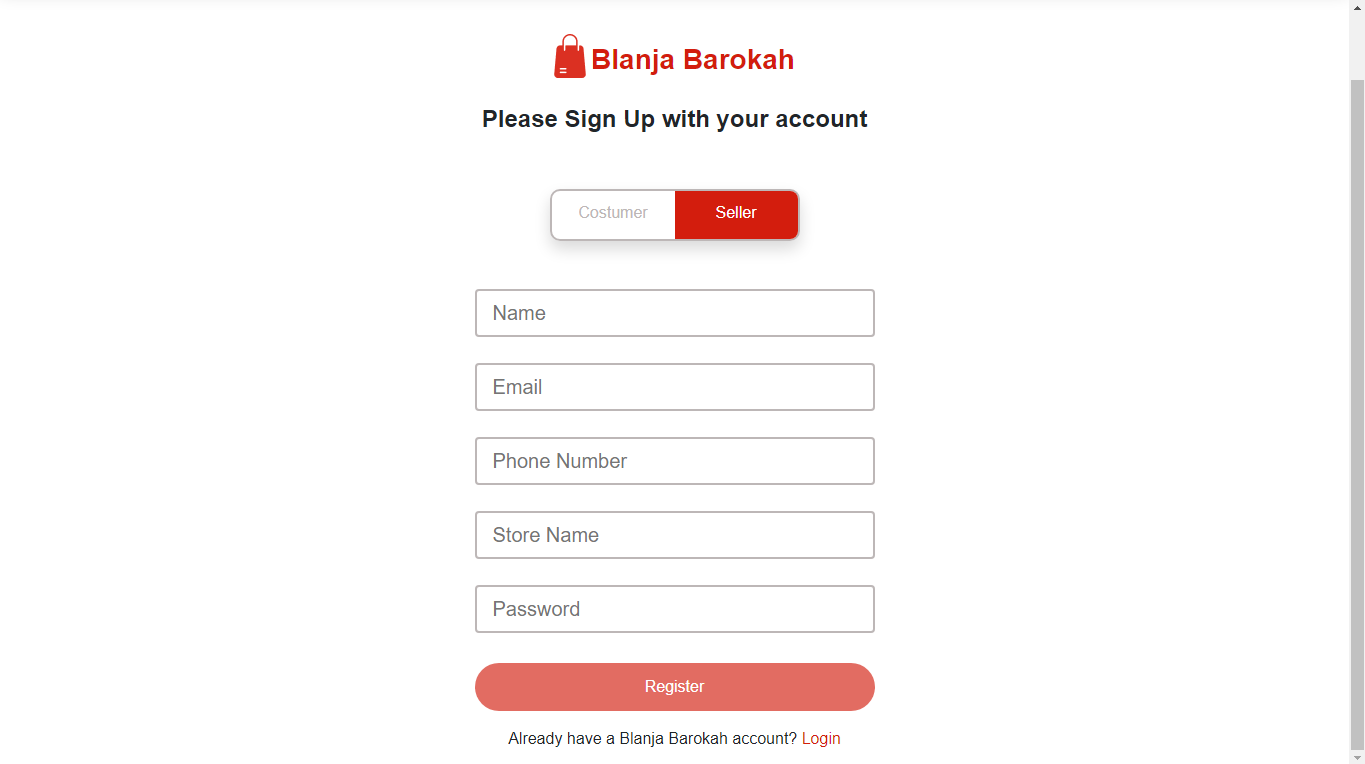 Blanja Barokah
Please Sign Up with your account
Costumer Seller
Name
Email
Phone Number
Store Name
Password
Register
Already have a Blanja Barokah account? Login